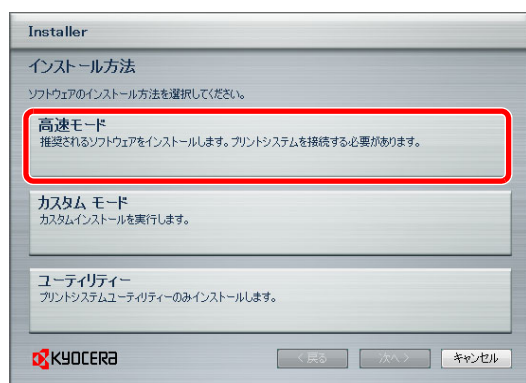 Installer
インストール方法
ソフトウェアのインストール方法を選択してください。
高速モード
推奨されるソフトウェアをインストールします。プリントシステムを接続する必要があります。
カスタム モード
カスタムインストールを実行します。
ユーティリティー
プリントシステムユーティリティーのみインストールします。
KYOCERA
< 戻る
次へ >
キャンセル